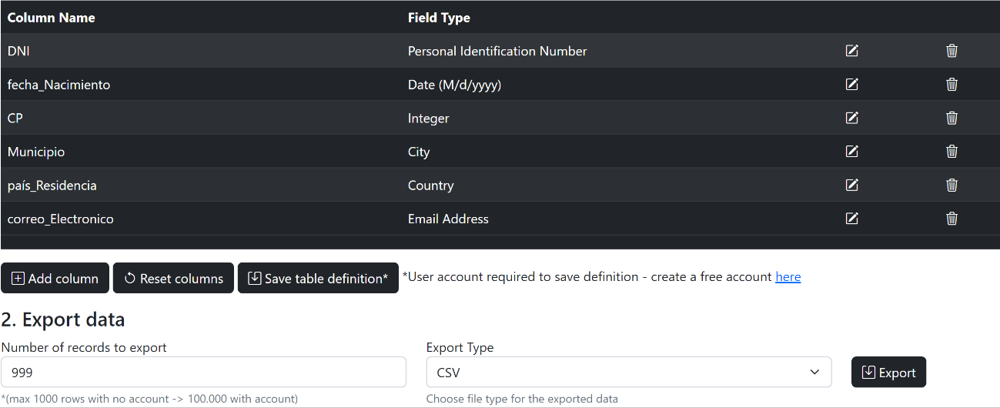 Column Name Field Type
DNI Personal Identification Number
fecha_Nacimiento Date (M/d/yyyy)
CP Integer
Municipio City
país_Residencia Country
correo_Electronico Email Address
Add column Reset columns Save table definition* *User account required to save definition - create a free account here
2. Export data
Number of records to export Export Type
999 CSV Export
*(max 1000 rows with no account -> 100.000 with account) Choose file type for the exported data